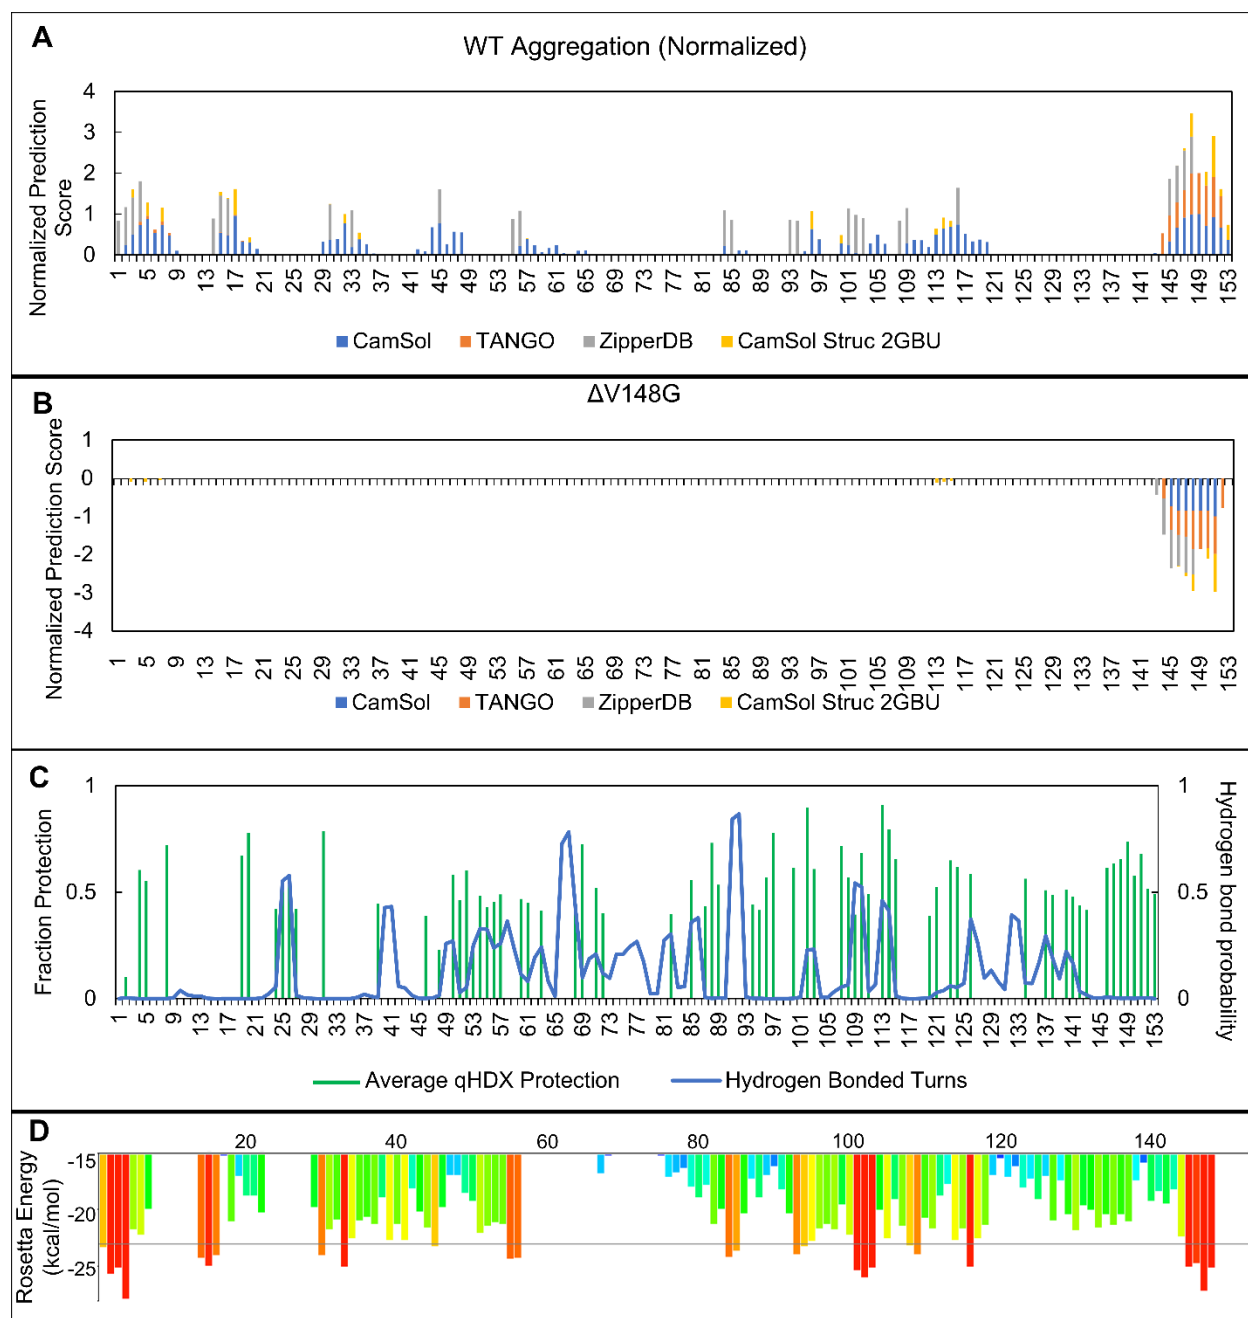 A
WT Aggregation (Normalized)
Normalized Prediction
Score
4
3
2
1
0
1 5 9 13 17 21 25 29 33 37 41 45 49 53 57 61 65 69 73 77 81 85 89 93 97 101 105 109 113 117 121 125 129 133 137 141 145 149 153
CamSol TANGO ZipperDB CamSol Struc 2GBU
B
ΔV148G
Normalized Prediction Score
1
0
-1
-2
-3
-4
1 5 9 13 17 21 25 29 33 37 41 45 49 53 57 61 65 69 73 77 81 85 89 93 97 101 105 109 113 117 121 125 129 133 137 141 145 149 153
CamSol TANGO ZipperDB CamSol Struc 2GBU
C
Fraction Protection
1
0.5
0
1
0.5
0
Hydrogen bond probability
1 5 9 13 17 21 25 29 33 37 41 45 49 53 57 61 65 69 73 77 81 85 89 93 97 101 105 109 113 117 121 125 129 133 137 141 145 149 153
Average qHDX Protection Hydrogen Bonded Turns
D
20 40 60 80 100 120 140
Rosetta Energy
(kcal/mol)
-15
-20
-25